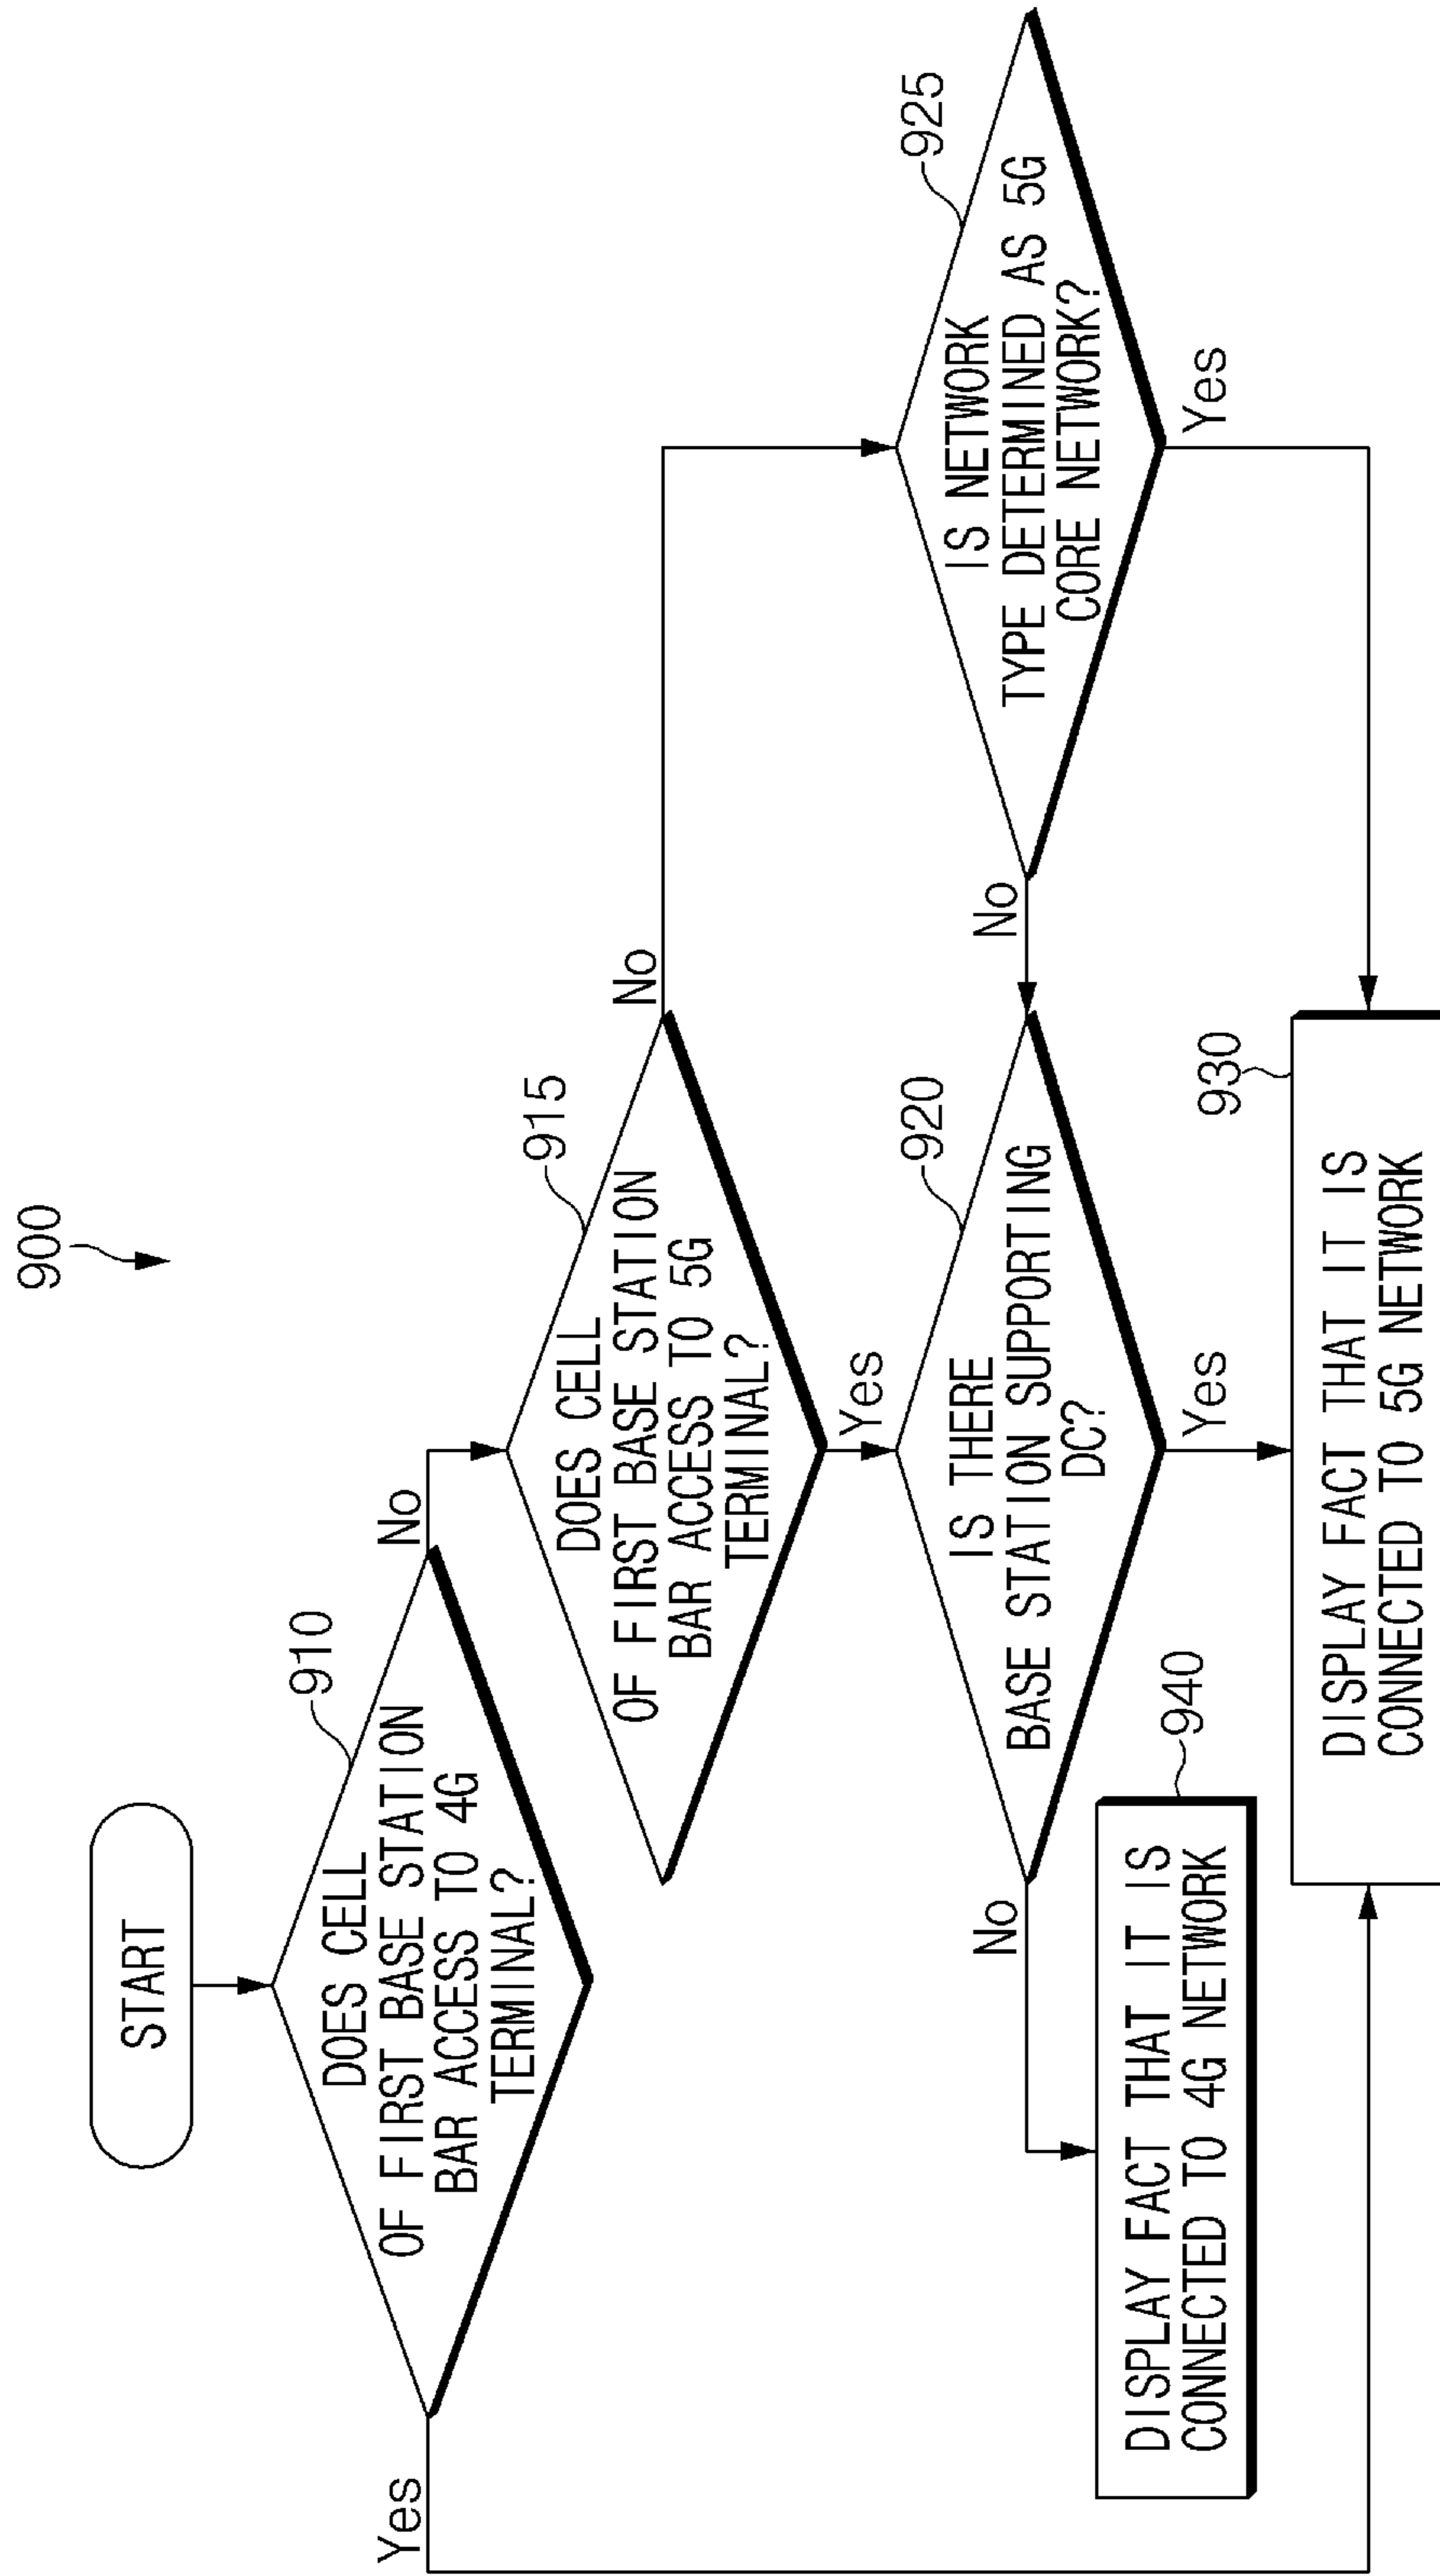 900
START
910
DOES CELL
OF FIRST BASE STATION
BAR ACCESS TO 4G
TERMINAL?
Yes
No
915
DOES CELL
OF FIRST BASE STATION
BAR ACCESS TO 5G
TERMINAL?
No
Yes
920
IS THERE
BASE STATION SUPPORTING
DC?
No
Yes
925
IS NETWORK
TYPE DETERMINED AS 5G
CORE NETWORK?
No
Yes
940
DISPLAY FACT THAT IT IS
CONNECTED TO 4G NETWORK
930
DISPLAY FACT THAT IT IS
CONNECTED TO 5G NETWORK